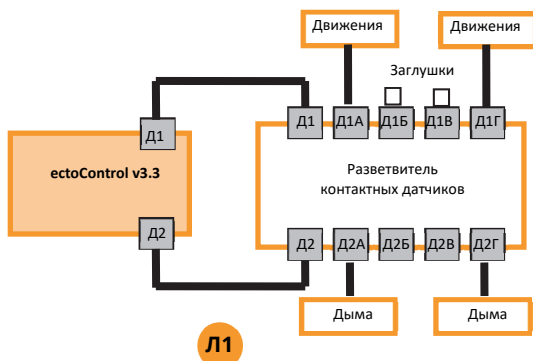 Движения Движения
Заглушки
Д1 Д1А Д1Б Д1В Д1Г
Д1
ectoControl v3.3
Разветвитель
контактных датчиков
Д2
Д2 Д2А Д2Б Д2В Д2Г
Дыма Дыма
Л1